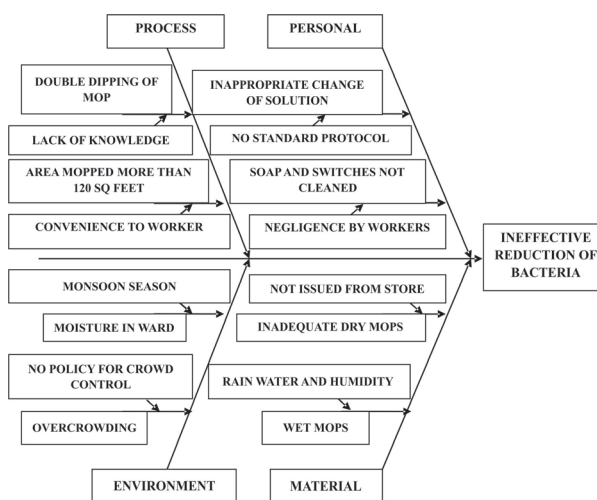 PROCESS
PERSONAL
DOUBLE DIPPING OF
MOP
INAPPROPRIATE CHANGE
OF SOLUTION
LACK OF KNOWLEDGE
NO STANDARD PROTOCOL
AREA MOPPED MORE THAN
120 SQ FEET
SOAP AND SWITCHES NOT
CLEANED
CONVENIENCE TO WORKER
NEGLIGENCE BY WORKERS
INEFFECTIVE
REDUCTION OF
BACTERIA
MONSOON SEASON
NOT ISSUED FROM STORE
MOISTURE IN WARD
INADEQUATE DRY MOPS
NO POLICY FOR CROWD
CONTROL
RAIN WATER AND HUMIDITY
OVERCROWDING
WET MOPS
ENVIRONMENT
MATERIAL